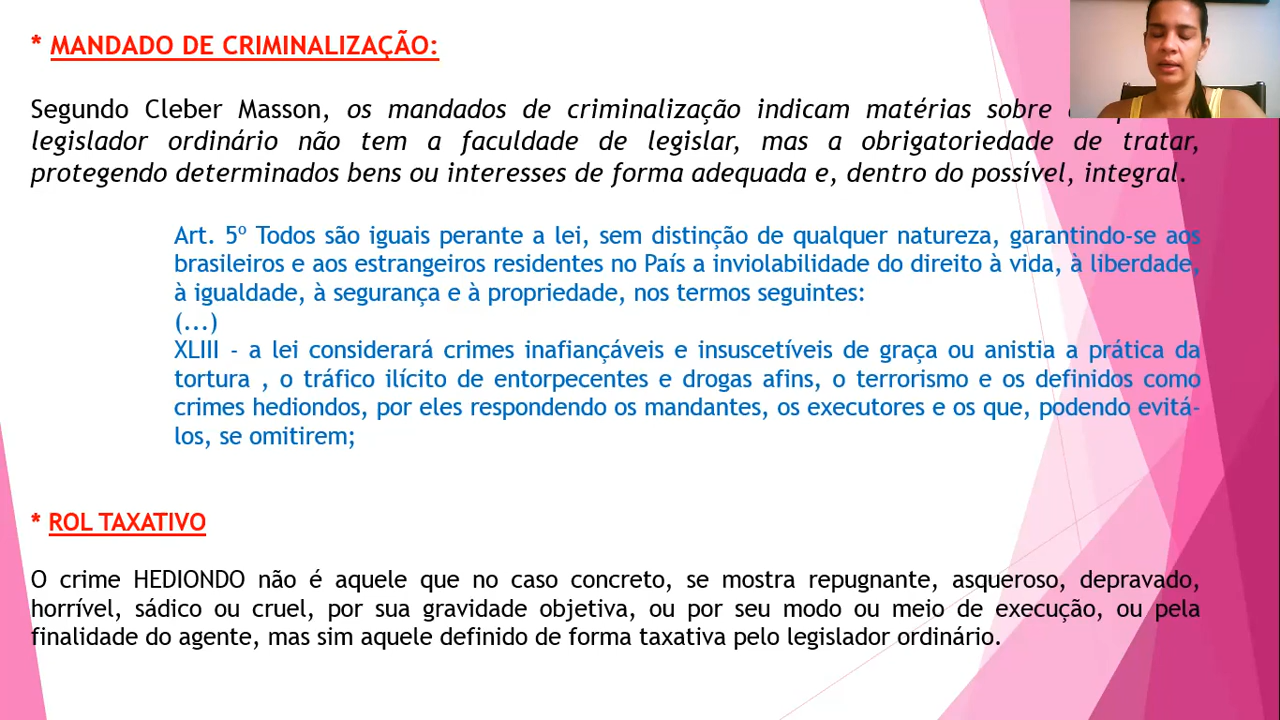 * MANDADO DE CRIMINALIZAÇÃO:
Segundo Cleber Masson, os mandados de criminalização indicam matérias sobre
legislador ordinário não tem a faculdade de legislar, mas a obrigatoriedade de tratar,
protegendo determinados bens ou interesses de forma adequada e, dentro do possível, integral.
Art. 5º Todos são iguais perante a lei, sem distinção de qualquer natureza, garantindo-se aos
brasileiros e aos estrangeiros residentes no País a inviolabilidade do direito à vida, à liberdade,
à igualdade, à segurança e à propriedade, nos termos seguintes:
(...)
XLIII - a lei considerará crimes inafiançáveis e insuscetíveis de graça ou anistia a prática da
tortura , o tráfico ilícito de entorpecentes e drogas afins, o terrorismo e os definidos como
crimes hediondos, por eles respondendo os mandantes, os executores e os que, podendo evitá-
los, se omitirem;
* ROL TAXATIVO
O crime HEDIONDO não é aquele que no caso concreto, se mostra repugnante, asqueroso, depravado,
horrível, sádico ou cruel, por sua gravidade objetiva, ou por seu modo ou meio de execução, ou pela
finalidade do agente, mas sim aquele definido de forma taxativa pelo legislador ordinário.